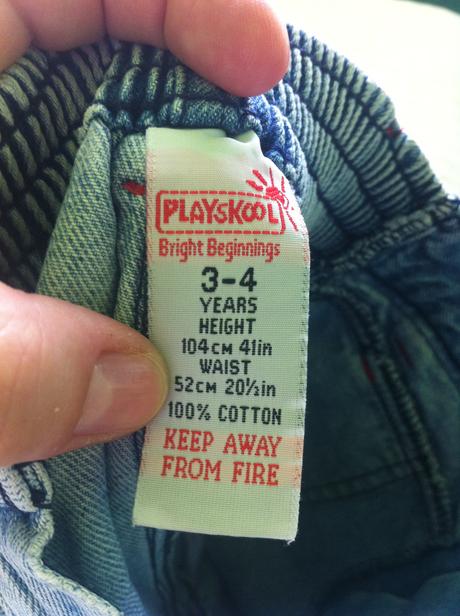 PLAYSKOOL
Bright Beginnings
3-4
YEARS
HEIGHT
104CM 41in
WAIST
52CM 20½in
100% COTTON
KEEP AWAY
FROM FIRE